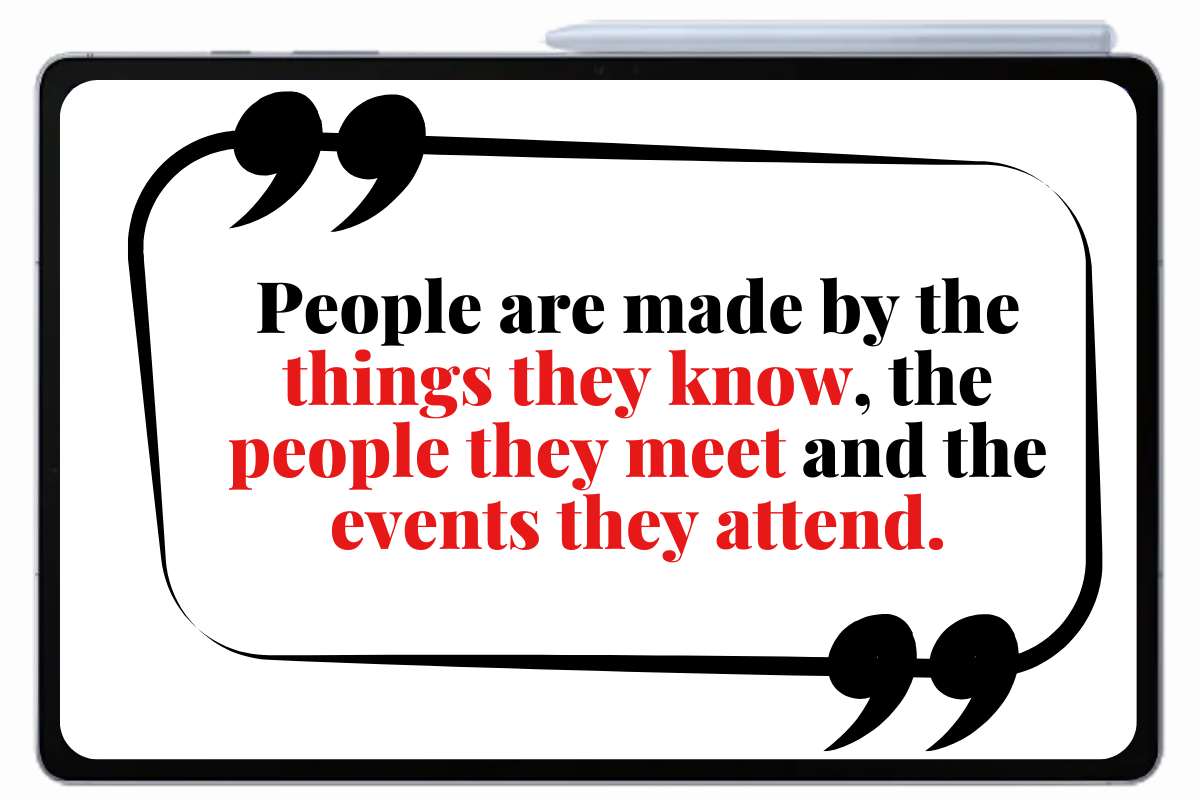 People are made by the
things they know, the
people they meet and the
events they attend.